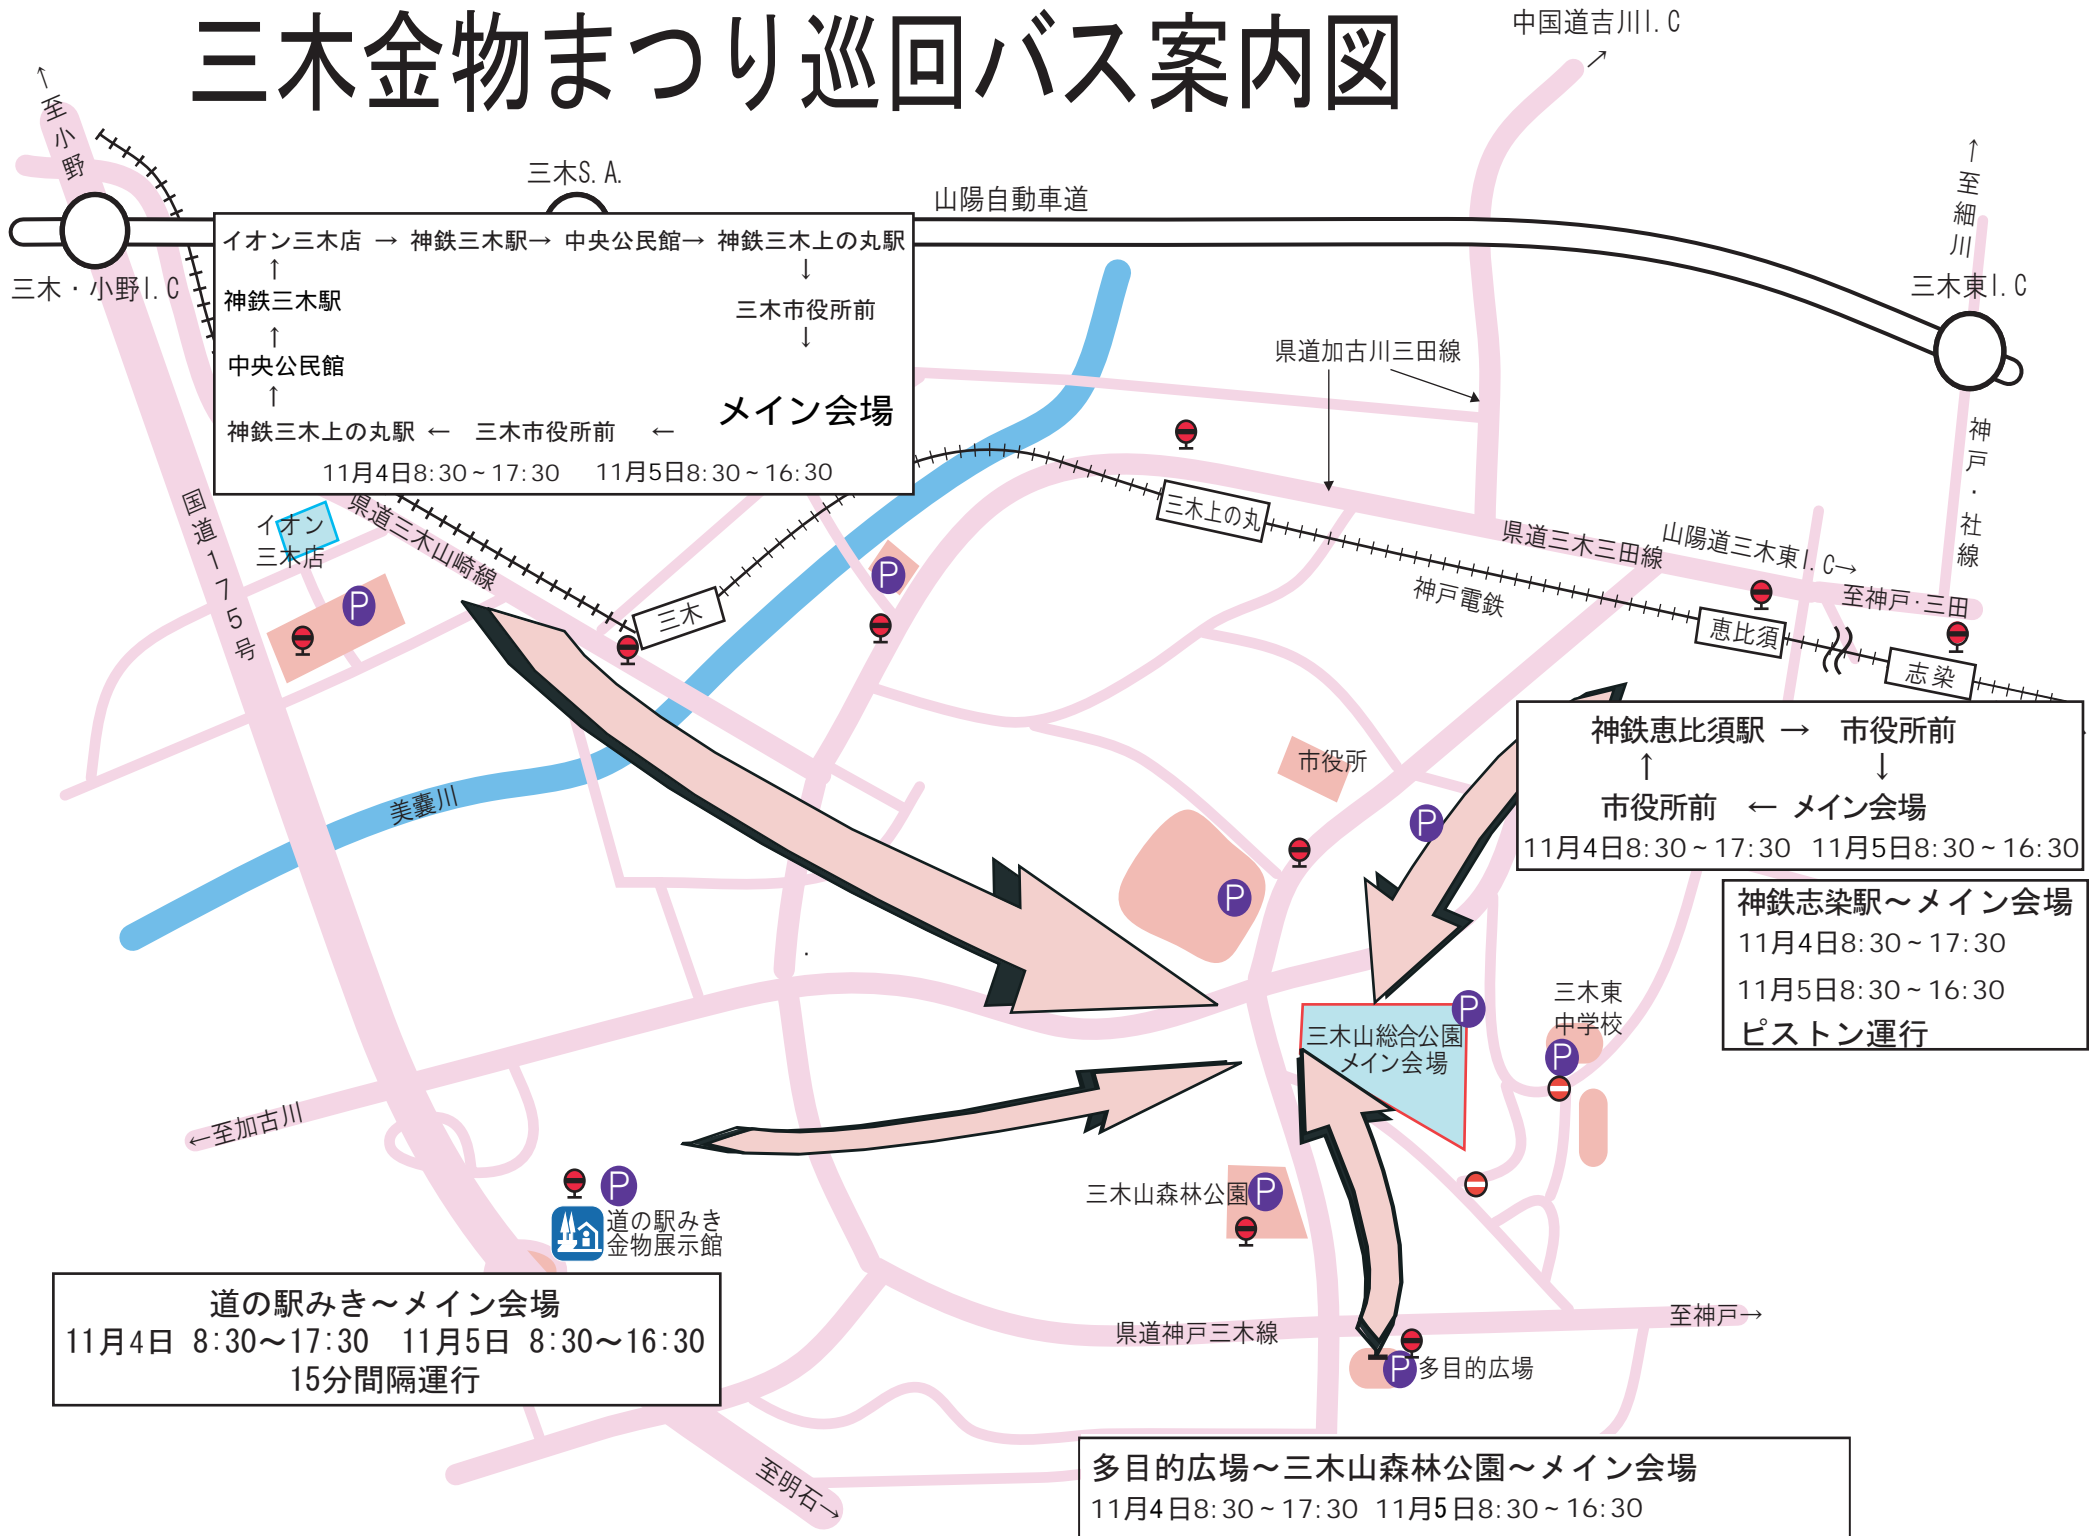 三木金物まつり巡回バス案内図
中国道吉川I.C
↑至小野
三木S.A.
山陽自動車道
↑至細川
三木・小野I.C
三木東I.C
イオン三木店 → 神鉄三木駅→ 中央公民館→ 神鉄三木上の丸駅
↑ ↓
神鉄三木駅 三木市役所前
↑ ↓
中央公民館
↑ メイン会場
神鉄三木上の丸駅 ← 三木市役所前 ←
11月4日8:30~17:30 11月5日8:30~16:30
県道加古川三田線
神戸・社線
国道175号
イオン
三木店
県道三木山崎線
P
三木
P
三木上の丸
県道三木三田線
山陽道三木東I.C→
至神戸・三田
神戸電鉄
恵比須
志染
神鉄恵比須駅 → 市役所前
↑ ↓
市役所前 ← メイン会場
11月4日8:30~17:30 11月5日8:30~16:30
市役所
P
P
美嚢川
神鉄志染駅～メイン会場
11月4日8:30~17:30
11月5日8:30~16:30
ピストン運行
P
三木山総合公園
メイン会場
三木東
中学校
P
←至加古川
P
道の駅みき
金物展示館
三木山森林公園
P
道の駅みき～メイン会場
11月4日 8:30～17:30 11月5日 8:30～16:30
15分間隔運行
県道神戸三木線
至神戸→
P
多目的広場
至明石→
多目的広場～三木山森林公園～メイン会場
11月4日8:30~17:30 11月5日8:30~16:30